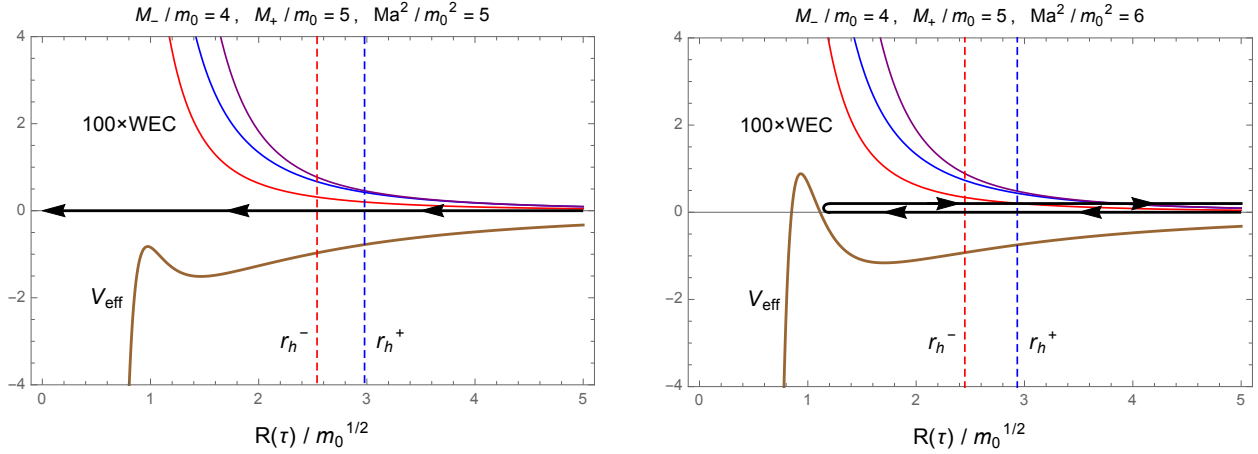 M₋ / m₀ = 4 , M₊ / m₀ = 5 , Ma² / m₀² = 5
4
2
0
−2
−4
100×WEC
V_eff
r_h⁻
r_h⁺
0 1 2 3 4 5
R(τ) / m₀^1/2
M₋ / m₀ = 4 , M₊ / m₀ = 5 , Ma² / m₀² = 6
4
2
0
−2
−4
100×WEC
V_eff
r_h⁻
r_h⁺
0 1 2 3 4 5
R(τ) / m₀^1/2